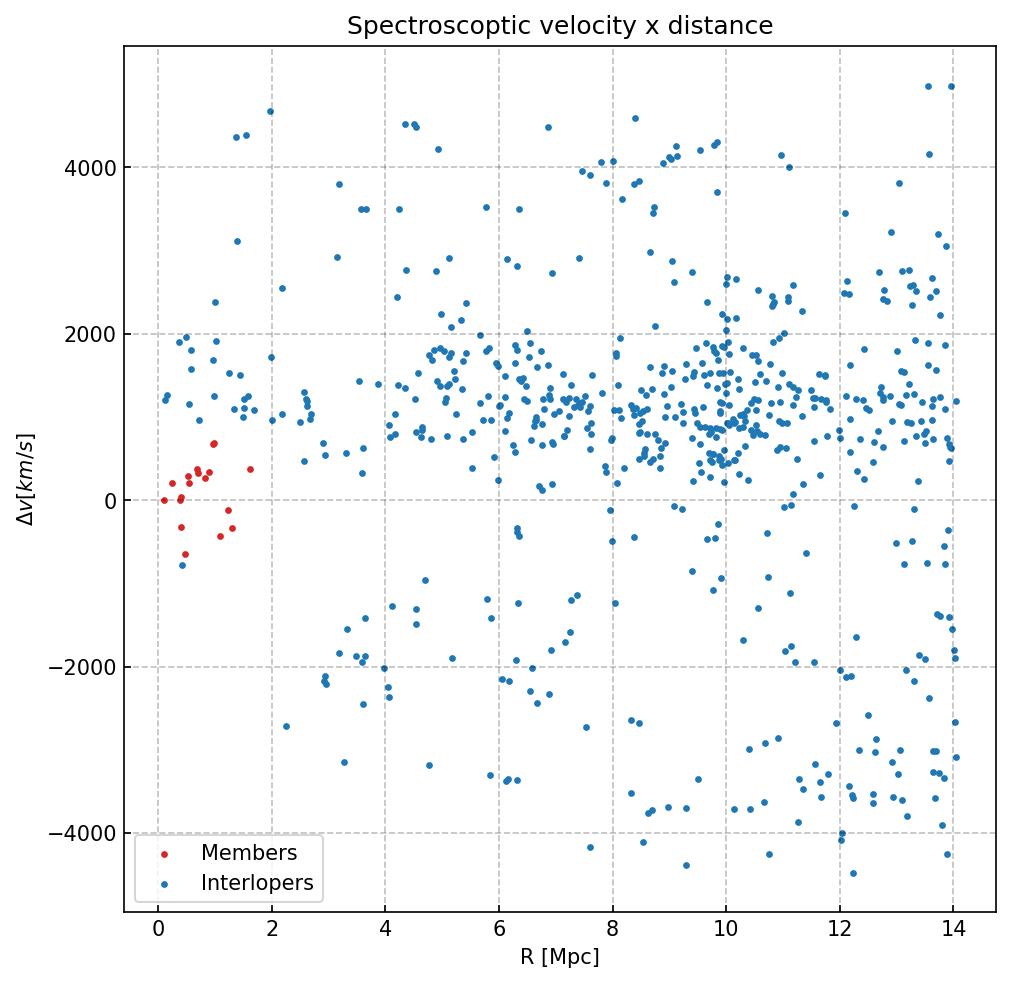 Spectroscoptic velocity x distance
4000
2000
0
−2000
−4000
Δv[km/s]
Members
Interlopers
0 2 4 6 8 10 12 14
R [Mpc]